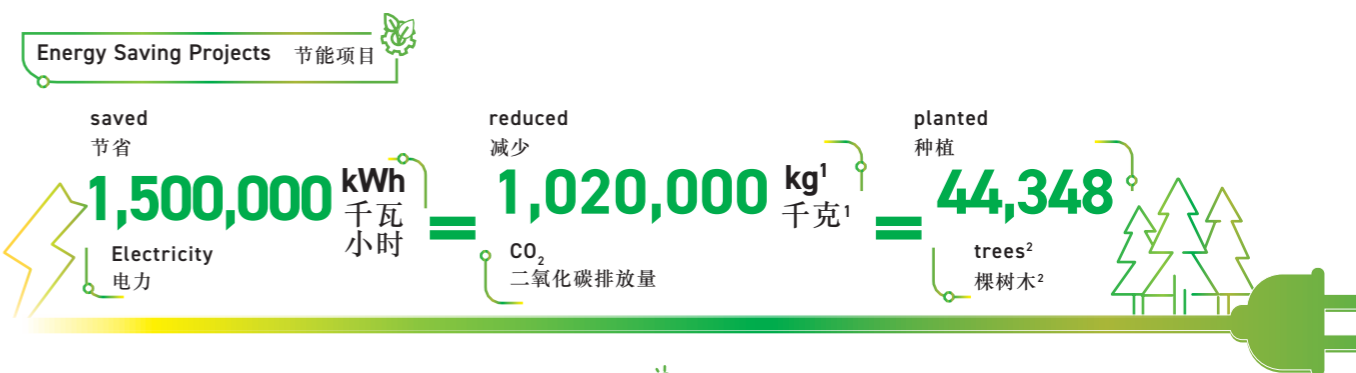 Energy Saving Projects 节能项目
saved
节省
1,500,000 kWh
千瓦
小时
Electricity
电力
=
reduced
减少
1,020,000 kg¹
千克¹
CO₂
二氧化碳排放量
=
planted
种植
44,348
trees²
棵树木²